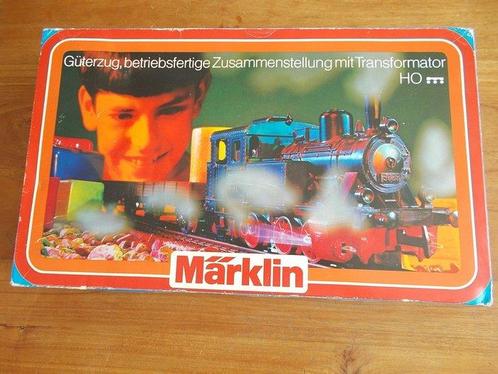 Güterzug, betriebsfertige Zusammenstellung mit Transformator
HO
Märklin